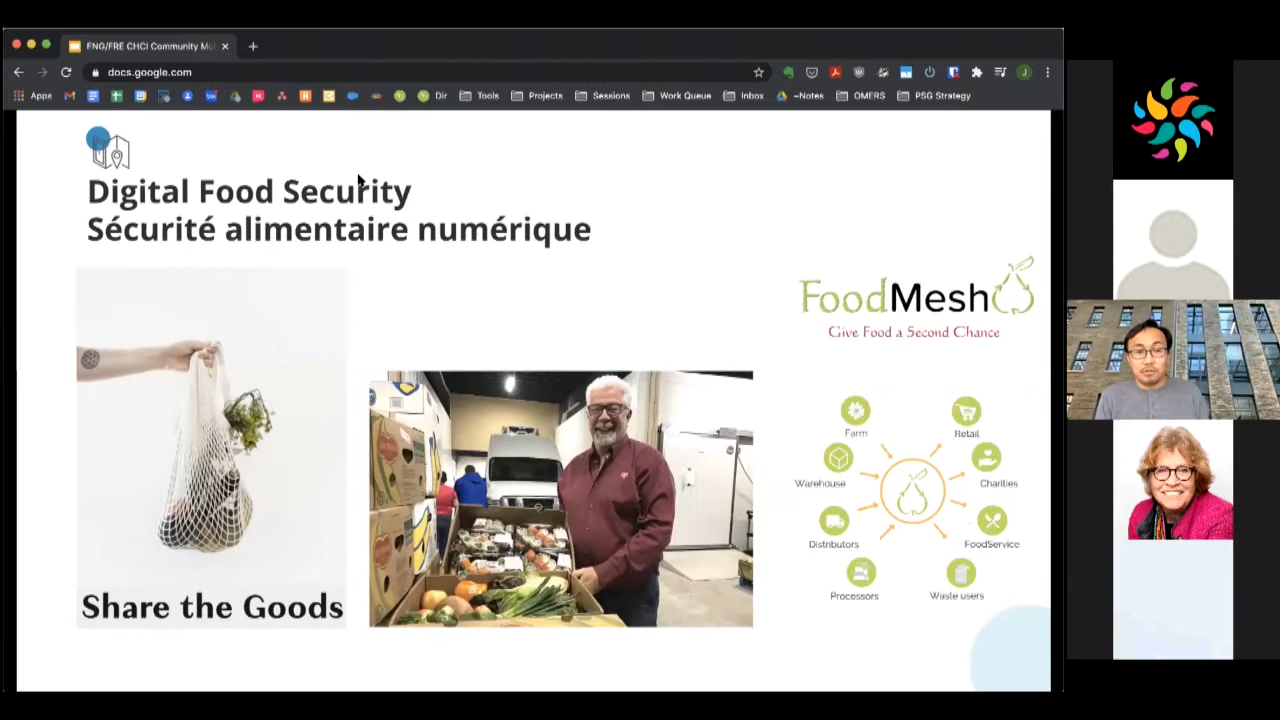 ENG/FRE CHCI Community Mo
docs.google.com
Apps
Dir
Tools
Projects
Sessions
Work Queue
Inbox
~Notes
OMERS
PSG Strategy
J
Digital Food Security
Sécurité alimentaire numérique
Share the Goods
FoodMesh
Give Food a Second Chance
Farm
Retail
Warehouse
Charities
Distributors
FoodService
Processors
Waste users